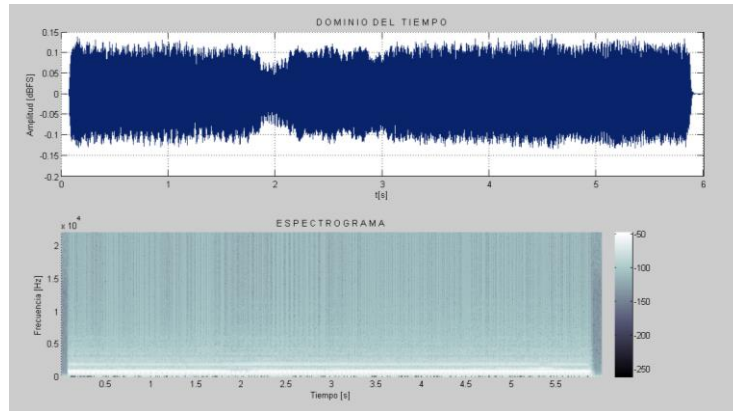 DOMINIO DEL TIEMPO
0.15
0.1
0.05
0
-0.05
-0.1
-0.15
-0.2
Amplitud [dBFS]
0 1 2 3 4 5 6
t[s]
ESPECTROGRAMA
x 10^4
2
1.5
1
0.5
0
Frecuencia [Hz]
0.5 1 1.5 2 2.5 3 3.5 4 4.5 5 5.5
Tiempo [s]
-50
-100
-150
-200
-250